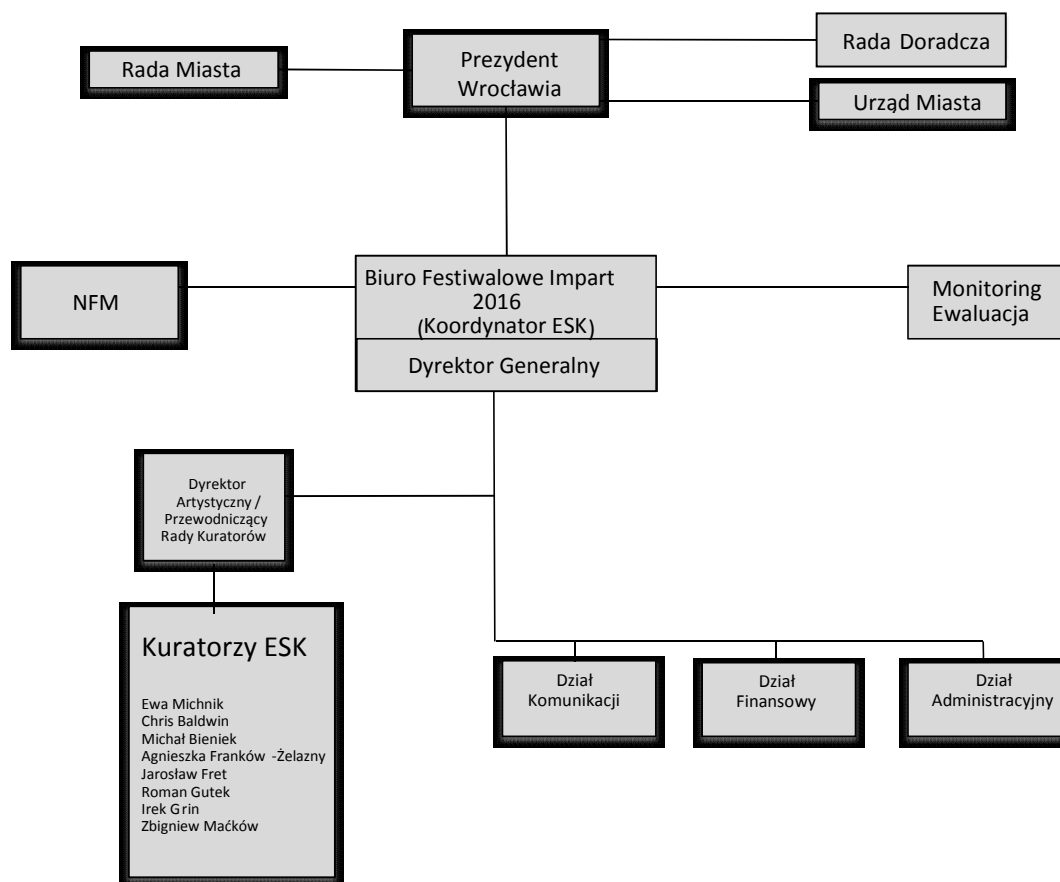 Rada Miasta
Prezydent
Wrocławia
Rada Doradcza
Urząd Miasta
NFM
Biuro Festiwalowe Impart
2016
(Koordynator ESK)
Dyrektor Generalny
Monitoring
Ewaluacja
Dyrektor
Artystyczny /
Przewodniczący
Rady Kuratorów
Kuratorzy ESK
Ewa Michnik
Chris Baldwin
Michał Bieniek
Agnieszka Franków -Żelazny
Jarosław Fret
Roman Gutek
Irek Grin
Zbigniew Maćków
Dział
Komunikacji
Dział
Finansowy
Dział
Administracyjny